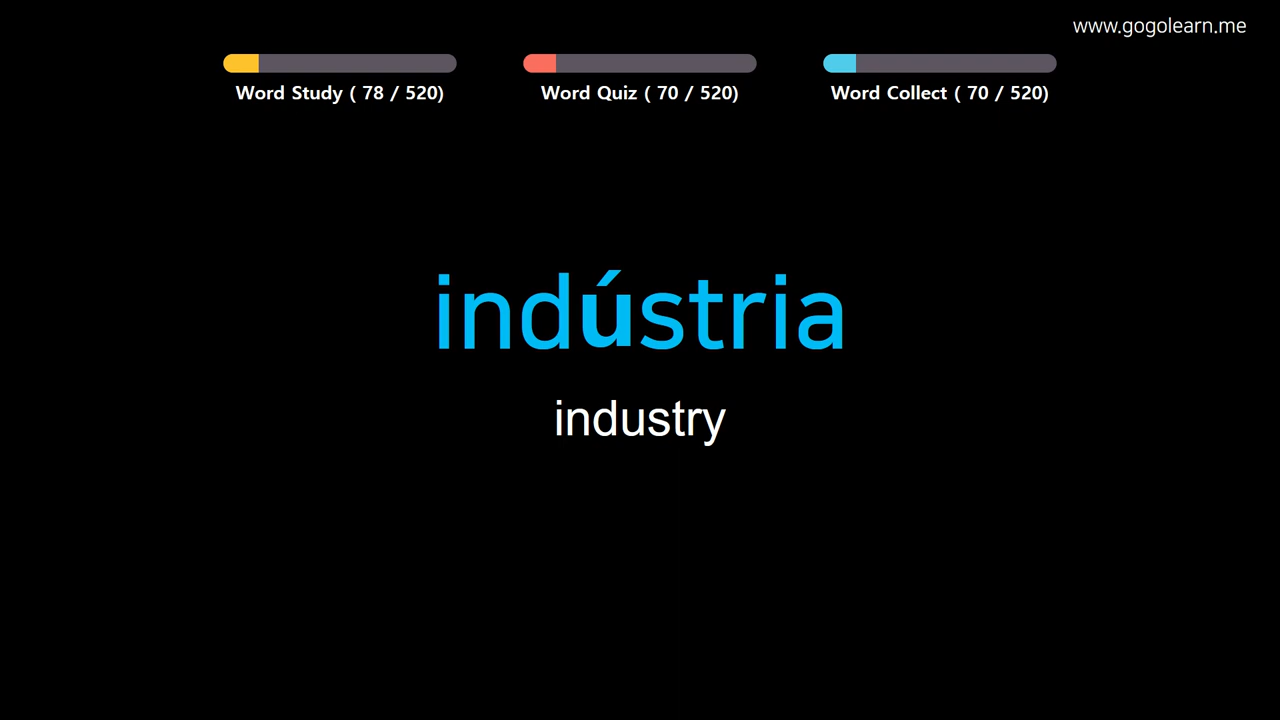 www.gogolearn.me
Word Study ( 78 / 520)
Word Quiz ( 70 / 520)
Word Collect ( 70 / 520)
indústria
industry